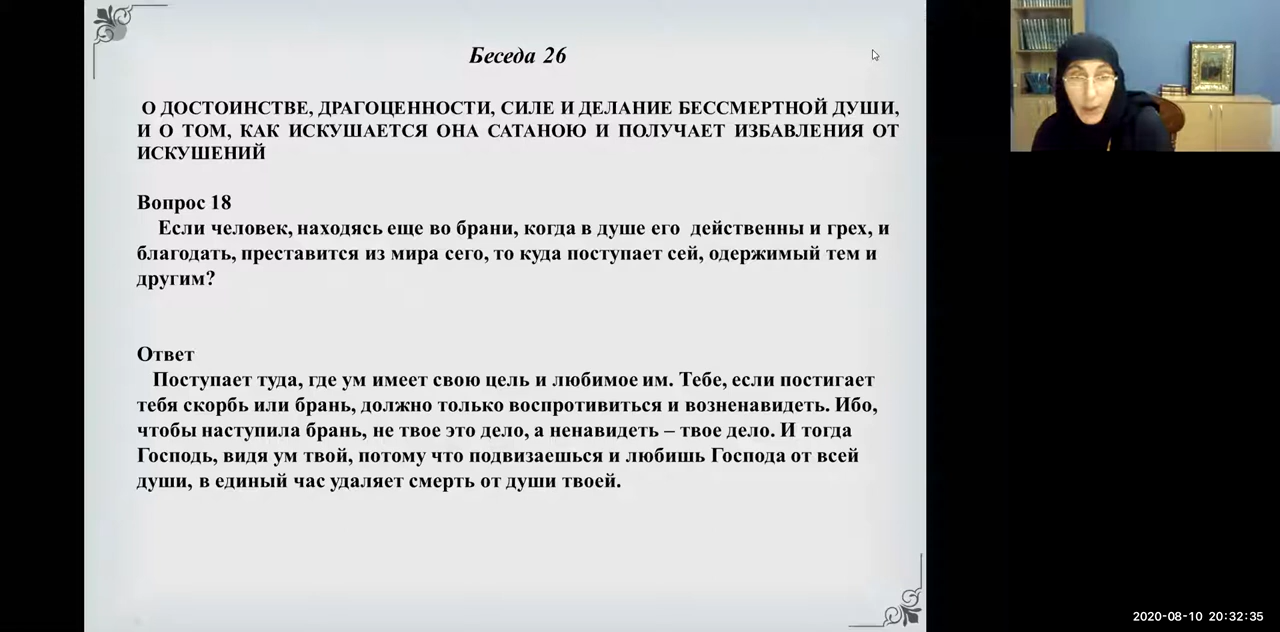 Беседа 26
О ДОСТОИНСТВЕ, ДРАГОЦЕННОСТИ, СИЛЕ И ДЕЛАНИЕ БЕССМЕРТНОЙ ДУШИ,
И О ТОМ, КАК ИСКУШАЕТСЯ ОНА САТАНОЮ И ПОЛУЧАЕТ ИЗБАВЛЕНИЯ ОТ
ИСКУШЕНИЙ
Вопрос 18
Если человек, находясь еще во брани, когда в душе его действенны и грех, и
благодать, преставится из мира сего, то куда поступает сей, одержимый тем и
другим?
Ответ
Поступает туда, где ум имеет свою цель и любимое им. Тебе, если постигает
тебя скорбь или брань, должно только воспротивиться и возненавидеть. Ибо,
чтобы наступила брань, не твое это дело, а ненавидеть – твое дело. И тогда
Господь, видя ум твой, потому что подвизаешься и любишь Господа от всей
души, в единый час удаляет смерть от души твоей.
2020-08-10 20:32:35